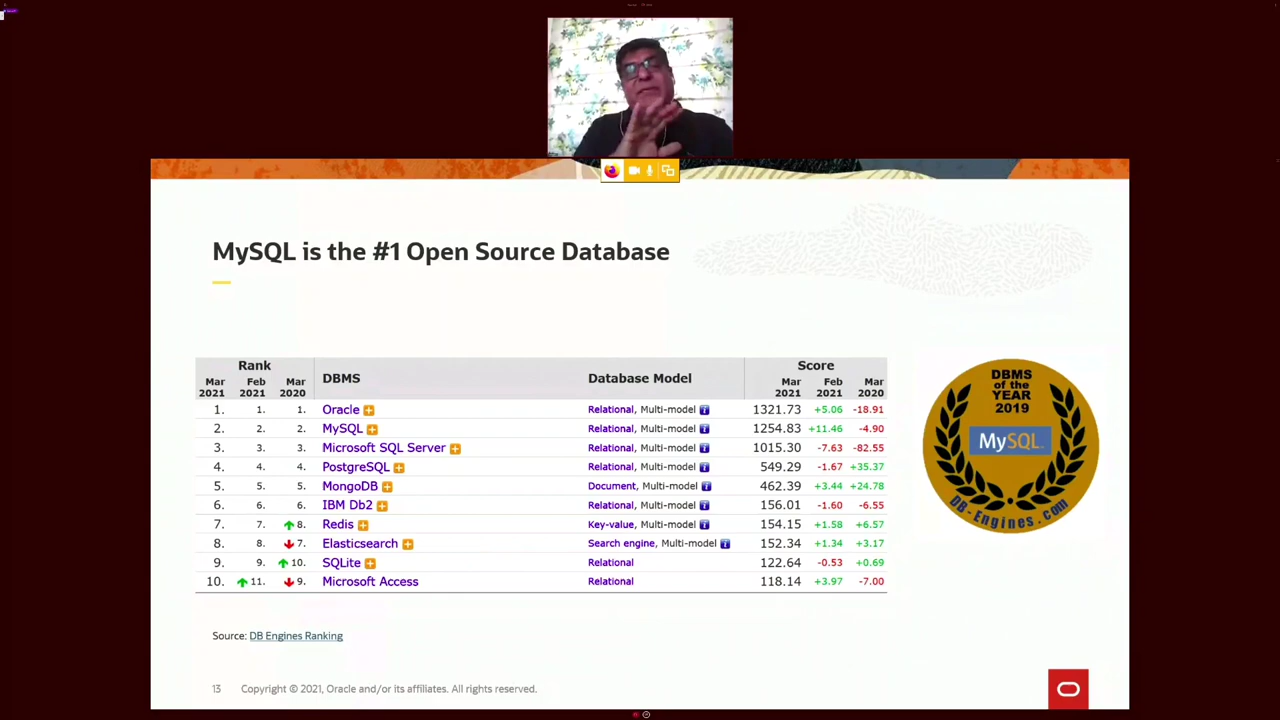 MySQL is the #1 Open Source Database
Rank Score
Mar 2021 Feb 2021 Mar 2020 DBMS Database Model Mar 2021 Feb 2021 Mar 2020
1. 1. 1. Oracle Relational, Multi-model 1321.73 +5.06 -18.91
2. 2. 2. MySQL Relational, Multi-model 1254.83 +11.46 -4.90
3. 3. 3. Microsoft SQL Server Relational, Multi-model 1015.30 -7.63 -82.55
4. 4. 4. PostgreSQL Relational, Multi-model 549.29 -1.67 +35.37
5. 5. 5. MongoDB Document, Multi-model 462.39 +3.44 +24.78
6. 6. 6. IBM Db2 Relational, Multi-model 156.01 -1.60 -6.55
7. 7. 8. Redis Key-value, Multi-model 154.15 +1.58 +6.57
8. 8. 7. Elasticsearch Search engine, Multi-model 152.34 +1.34 +3.17
9. 9. 10. SQLite Relational 122.64 -0.53 +0.69
10. 11. 9. Microsoft Access Relational 118.14 +3.97 -7.00
DBMS
of the
YEAR
2019
MySQL
DB-Engines.com
Source: DB Engines Ranking
13 Copyright © 2021, Oracle and/or its affiliates. All rights reserved.